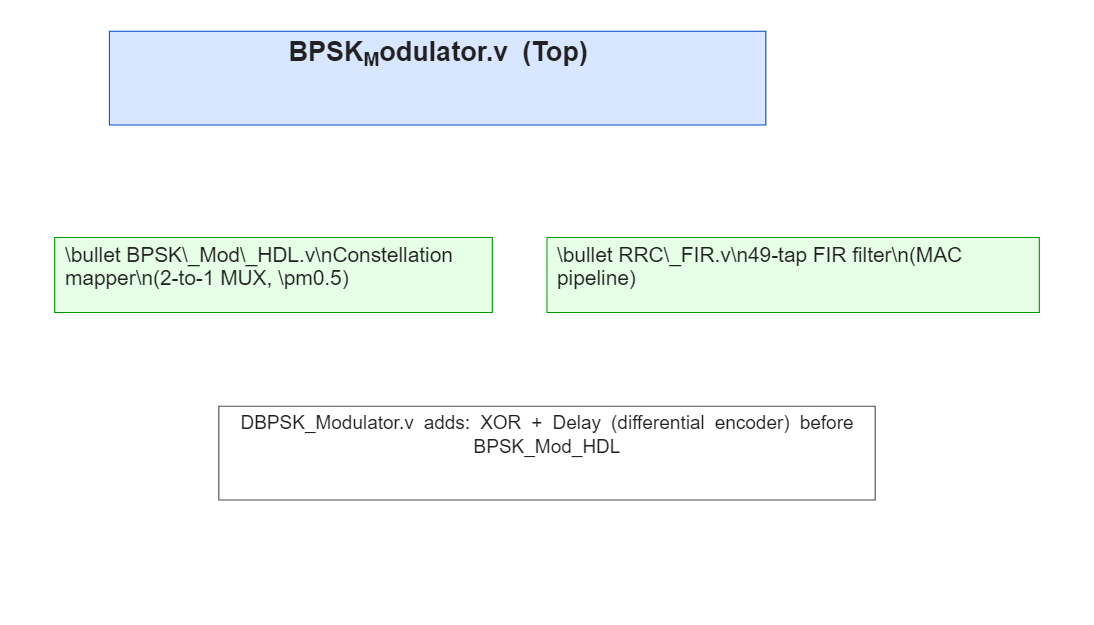 BPSKModulator.v (Top)
\bullet BPSK\_Mod\_HDL.v\nConstellation
mapper\n(2-to-1 MUX, \pm0.5)
\bullet RRC\_FIR.v\n49-tap FIR filter\n(MAC
pipeline)
DBPSK_Modulator.v adds: XOR + Delay (differential encoder) before
BPSK_Mod_HDL